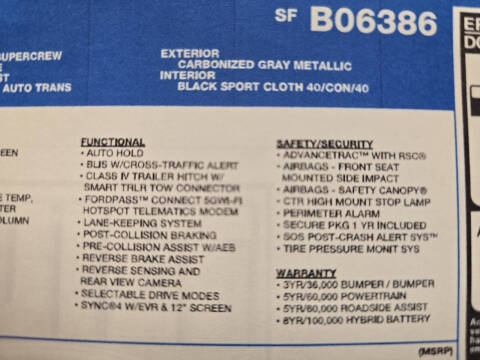 SF B06386
SUPERCREW
AUTO TRANS
EXTERIOR
CARBONIZED GRAY METALLIC
INTERIOR
BLACK SPORT CLOTH 40/CON/40
FUNCTIONAL
• AUTO HOLD
• BLIS W/CROSS-TRAFFIC ALERT
• CLASS IV TRAILER HITCH W/
SMART TRLR TOW CONNECTOR
• FORDPASS™ CONNECT 5GWI-FI
HOTSPOT TELEMATICS MODEM
• LANE-KEEPING SYSTEM
• POST-COLLISION BRAKING
• PRE-COLLISION ASSIST W/AEB
• REVERSE BRAKE ASSIST
• REVERSE SENSING AND
REAR VIEW CAMERA
• SELECTABLE DRIVE MODES
• SYNC®4 W/EVR & 12" SCREEN
SAFETY/SECURITY
• ADVANCETRAC™ WITH RSC®
• AIRBAGS - FRONT SEAT
MOUNTED SIDE IMPACT
• AIRBAGS - SAFETY CANOPY®
• CTR HIGH MOUNT STOP LAMP
• PERIMETER ALARM
• SECURE PKG 1 YR INCLUDED
• SOS POST-CRASH ALERT SYS™
• TIRE PRESSURE MONIT SYS
WARRANTY
• 3YR/36,000 BUMPER / BUMPER
• 5YR/60,000 POWERTRAIN
• 5YR/60,000 ROADSIDE ASSIST
• 8YR/100,000 HYBRID BATTERY
(MSRP)